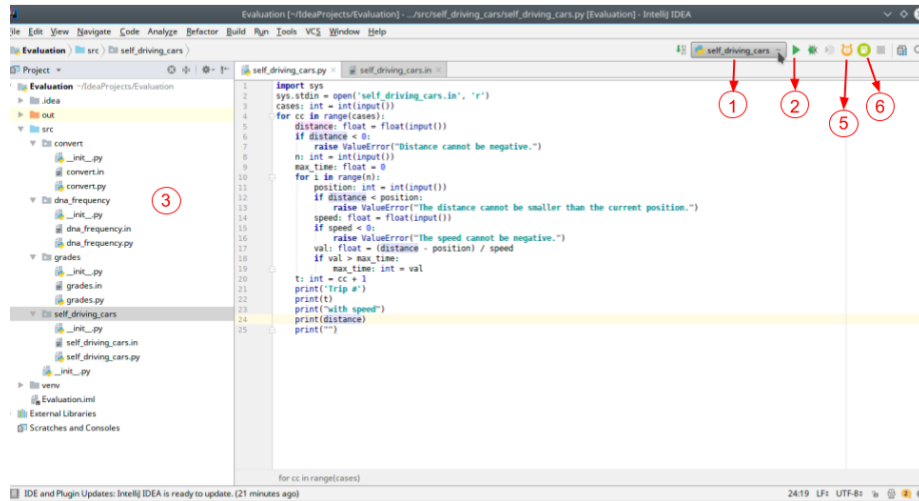 Evaluation [~/IdeaProjects/Evaluation] - .../src/self_driving_cars/self_driving_cars.py [Evaluation] - IntelliJ IDEA
File Edit View Navigate Code Analyze Refactor Build Run Tools VCS Window Help
Evaluation src self_driving_cars
self_driving_cars
1
2
5
6
Project
self_driving_cars.py
self_driving_cars.in
Evaluation ~/IdeaProjects/Evaluation
.idea
out
src
convert
__init__.py
convert.in
convert.py
dna_frequency
__init__.py
dna_frequency.in
dna_frequency.py
grades
__init__.py
grades.in
grades.py
self_driving_cars
__init__.py
self_driving_cars.in
self_driving_cars.py
__init__.py
venv
Evaluation.iml
External Libraries
Scratches and Consoles
3
1 import sys
2 sys.stdin = open('self_driving_cars.in', 'r')
3 cases: int = int(input())
4 for cc in range(cases):
5 distance: float = float(input())
6 if distance < 0:
7 raise ValueError("Distance cannot be negative.")
8 n: int = int(input())
9 max_time: float = 0
10 for i in range(n):
11 position: int = int(input())
12 if distance < position:
13 raise ValueError("The distance cannot be smaller than the current position.")
14 speed: float = float(input())
15 if speed < 0:
16 raise ValueError("The speed cannot be negative.")
17 val: float = (distance - position) / speed
18 if val > max_time:
19 max_time: int = val
20 t: int = cc + 1
21 print('Trip #')
22 print(t)
23 print("with speed")
24 print(distance)
25 print("")
for cc in range(cases)
IDE and Plugin Updates: IntelliJ IDEA is ready to update. (21 minutes ago)
24:19 LF÷ UTF-8÷